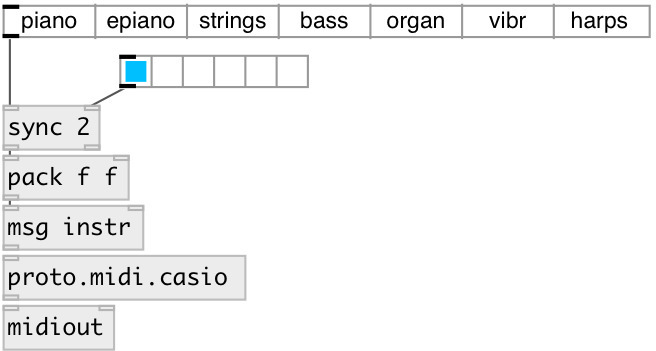 piano epiano strings bass organ vibr harps
sync 2
pack f f
msg instr
proto.midi.casio
midiout